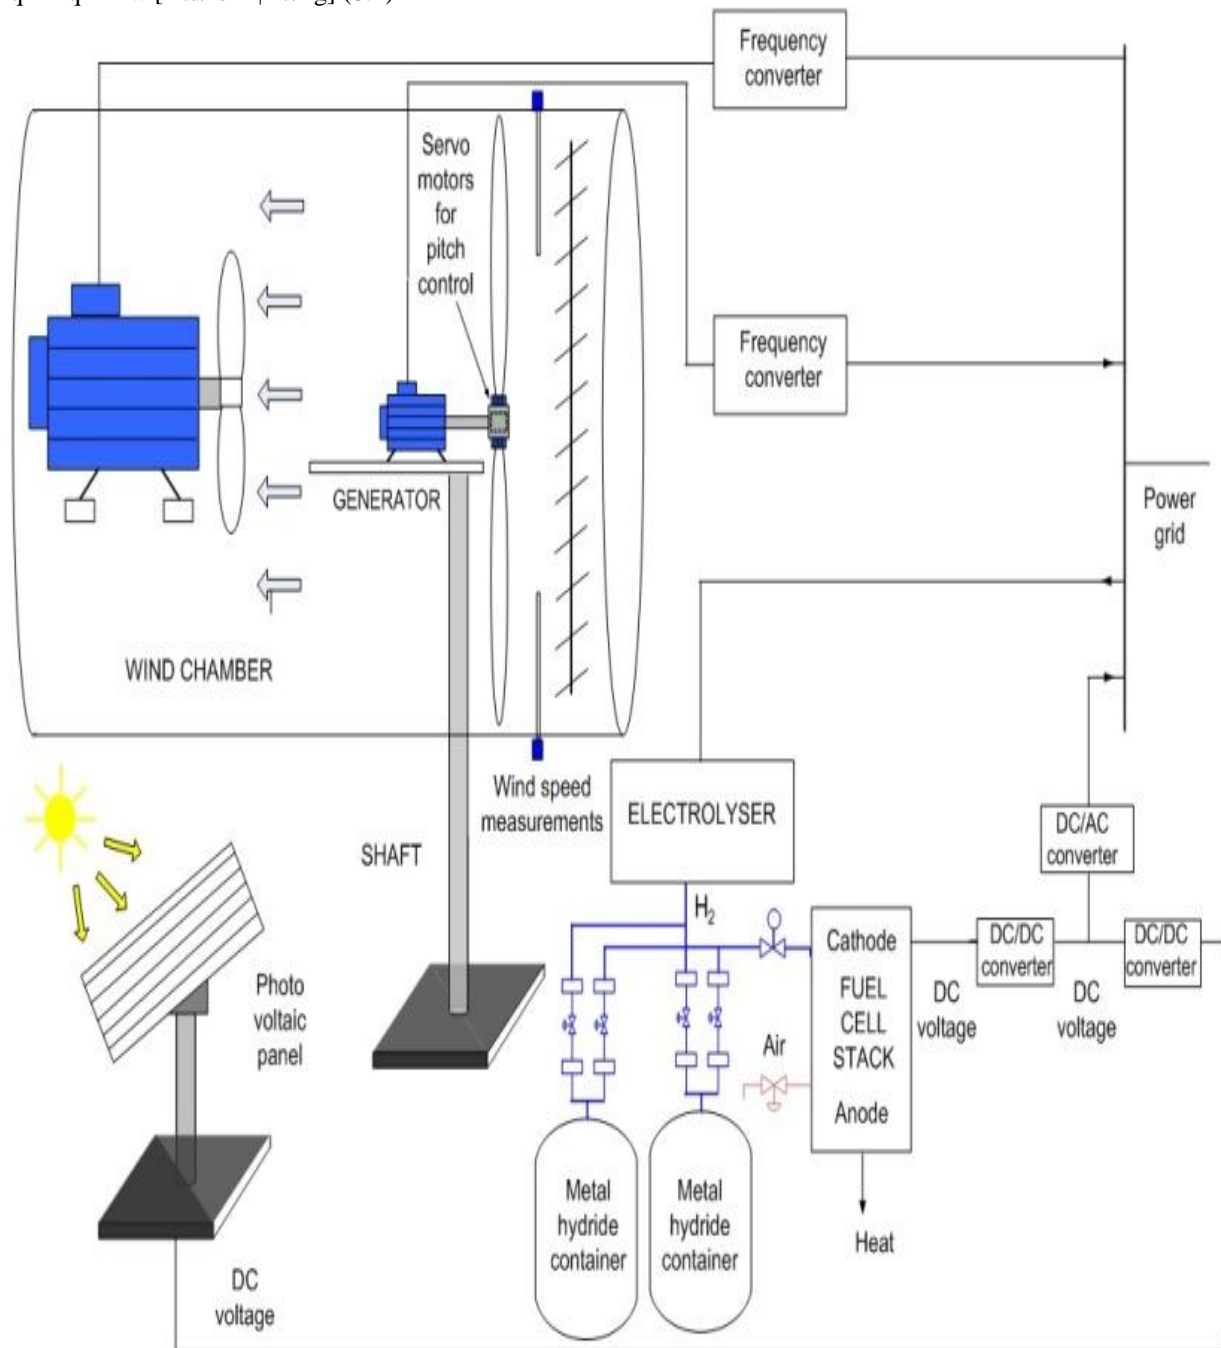 Frequency
converter
Servo
motors
for
pitch
control
Frequency
converter
GENERATOR
Power
grid
WIND CHAMBER
Wind speed
measurements
ELECTROLYSER
SHAFT
DC/AC
converter
H2
Cathode
FUEL
CELL
STACK
Anode
DC/DC
converter
DC/DC
converter
DC
voltage
DC
voltage
Photo
voltaic
panel
Air
Metal
hydride
container
Metal
hydride
container
Heat
DC
voltage